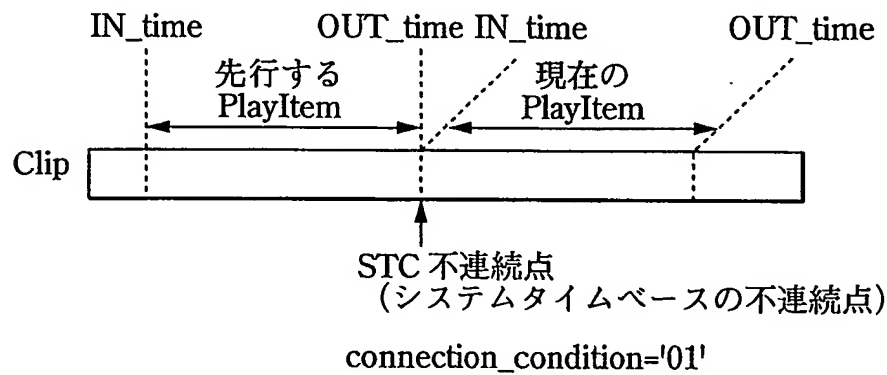 IN_time OUT_time IN_time OUT_time
先行する 現在の
PlayItem PlayItem
Clip
STC 不連続点
(システムタイムベースの不連続点)
connection_condition='01'